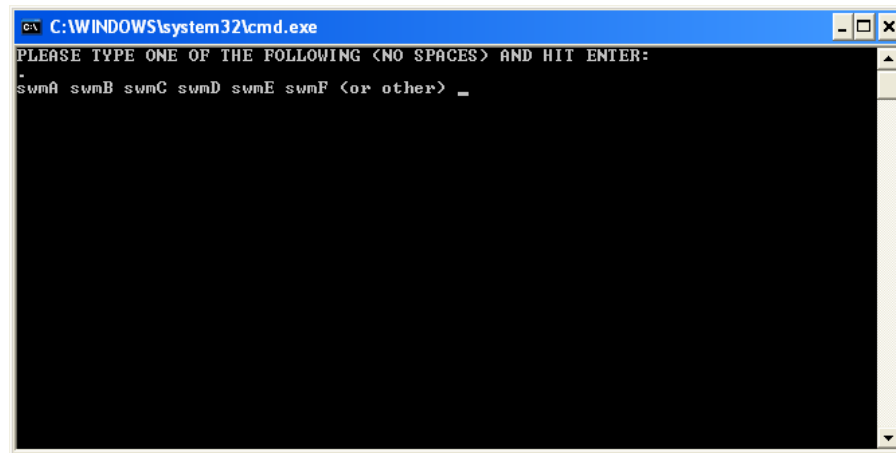 C:\WINDOWS\system32\cmd.exe
PLEASE TYPE ONE OF THE FOLLOWING (NO SPACES) AND HIT ENTER:
.
swmA swmB swmC swmD swmE swmF (or other) _